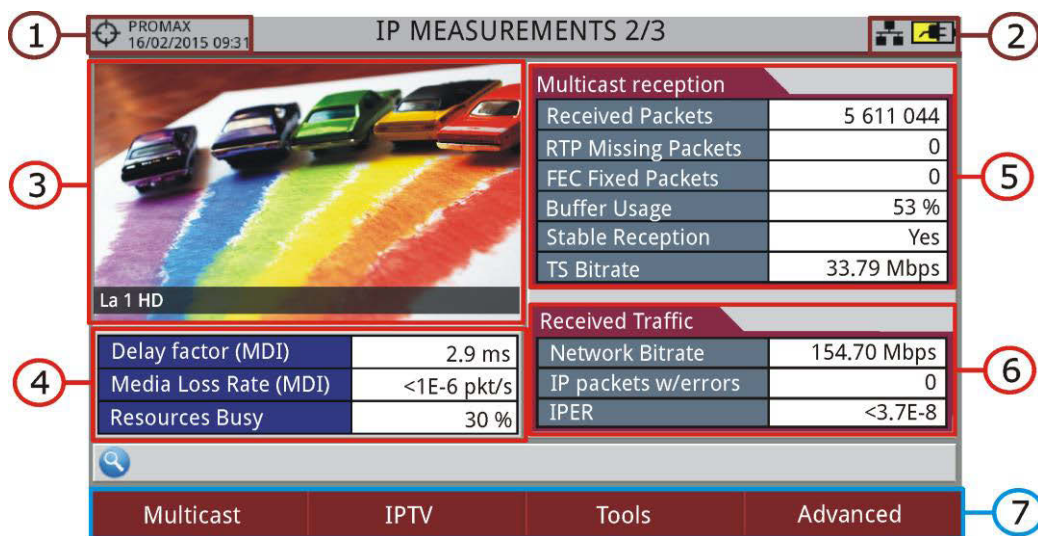 1
PROMAX
16/02/2015 09:31
IP MEASUREMENTS 2/3
2
3
La 1 HD
4
Delay factor (MDI) 2.9 ms
Media Loss Rate (MDI) <1E-6 pkt/s
Resources Busy 30 %
Multicast reception
Received Packets 5 611 044
RTP Missing Packets 0
FEC Fixed Packets 0
Buffer Usage 53 %
Stable Reception Yes
TS Bitrate 33.79 Mbps
5
Received Traffic
Network Bitrate 154.70 Mbps
IP packets w/errors 0
IPER <3.7E-8
6
Multicast IPTV Tools Advanced
7